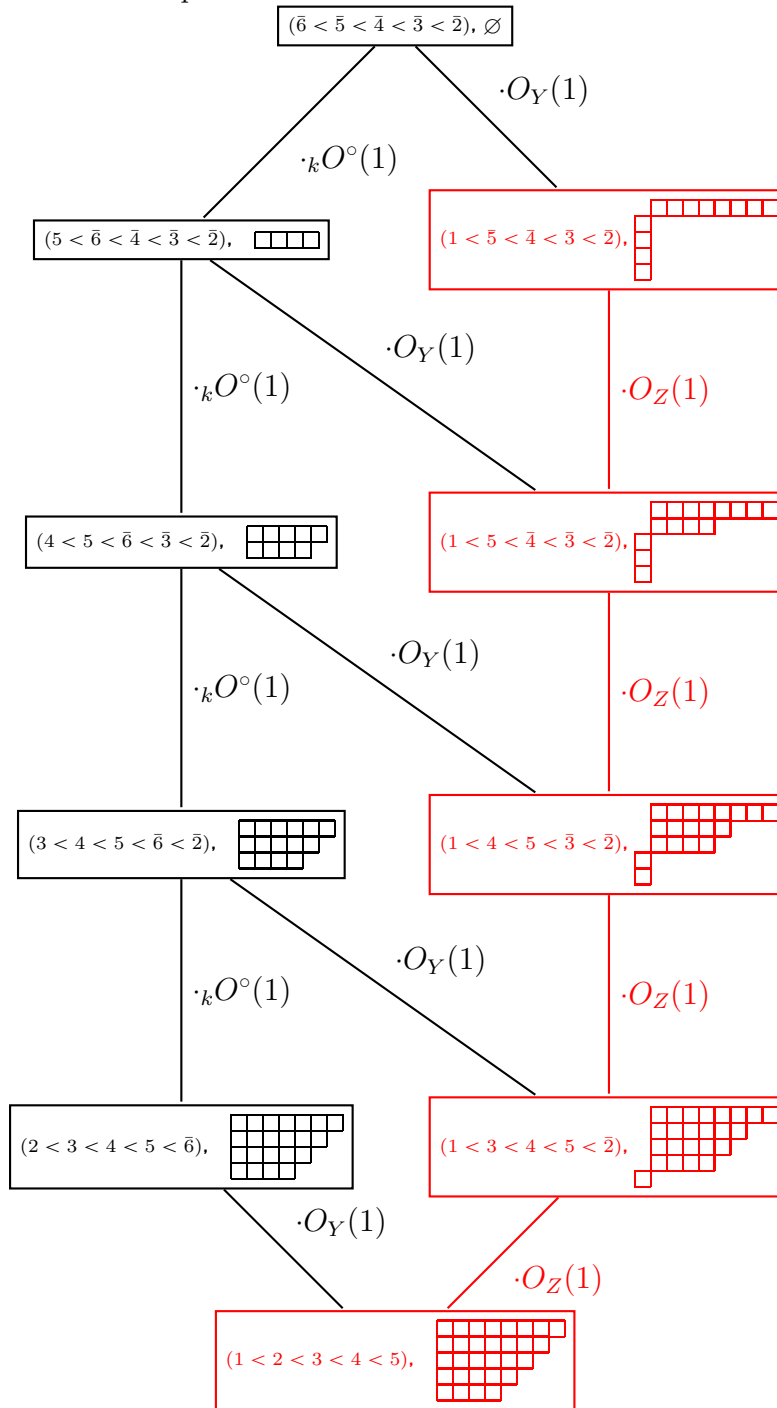 (6̄ < 5̄ < 4̄ < 3̄ < 2̄), ∅
·O_Y(1)
·_kO°(1)
(5 < 6̄ < 4̄ < 3̄ < 2̄),
(1 < 5̄ < 4̄ < 3̄ < 2̄),
·O_Y(1)
·_kO°(1)
·O_Z(1)
(4 < 5 < 6̄ < 3̄ < 2̄),
(1 < 5 < 4̄ < 3̄ < 2̄),
·O_Y(1)
·_kO°(1)
·O_Z(1)
(3 < 4 < 5 < 6̄ < 2̄),
(1 < 4 < 5 < 3̄ < 2̄),
·O_Y(1)
·_kO°(1)
·O_Z(1)
(2 < 3 < 4 < 5 < 6̄),
(1 < 3 < 4 < 5 < 2̄),
·O_Y(1)
·O_Z(1)
(1 < 2 < 3 < 4 < 5),